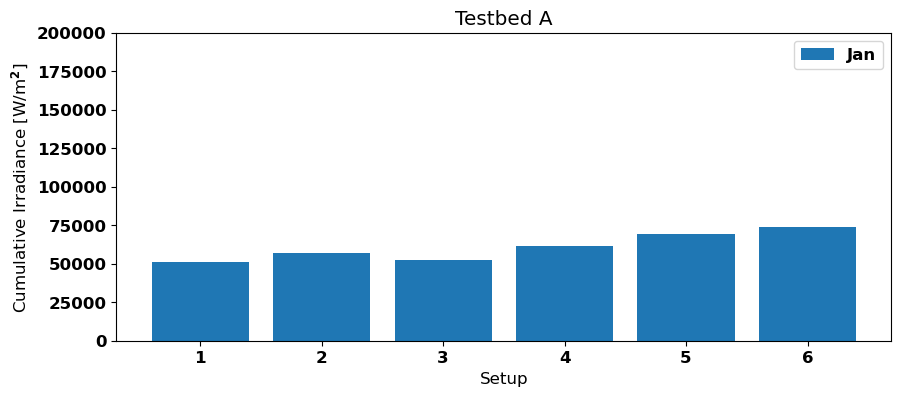 Testbed A
200000
175000
150000
125000
100000
75000
50000
25000
0
Cumulative Irradiance [W/m²]
Jan
1 2 3 4 5 6
Setup